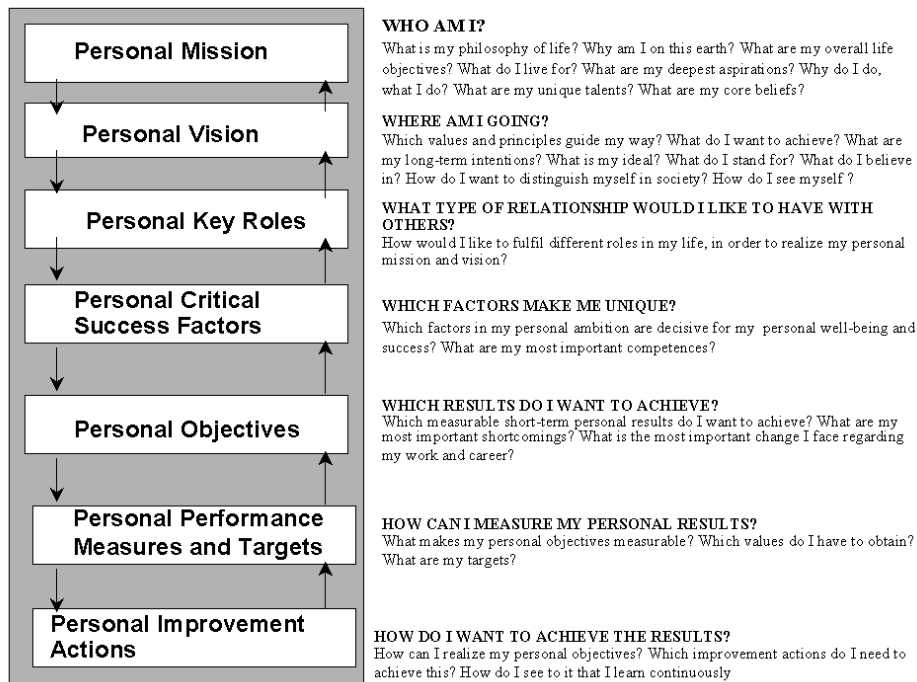 Personal Mission
WHO AM I?
What is my philosophy of life? Why am I on this earth? What are my overall life
objectives? What do I live for? What are my deepest aspirations? Why do I do,
what I do? What are my unique talents? What are my core beliefs?
Personal Vision
WHERE AM I GOING?
Which values and principles guide my way? What do I want to achieve? What are
my long-term intentions? What is my ideal? What do I stand for? What do I believe
in? How do I want to distinguish myself in society? How do I see myself ?
Personal Key Roles
WHAT TYPE OF RELATIONSHIP WOULD I LIKE TO HAVE WITH
OTHERS?
How would I like to fulfil different roles in my life, in order to realize my personal
mission and vision?
Personal Critical
Success Factors
WHICH FACTORS MAKE ME UNIQUE?
Which factors in my personal ambition are decisive for my personal well-being and
success? What are my most important competences?
Personal Objectives
WHICH RESULTS DO I WANT TO ACHIEVE?
Which measurable short-term personal results do I want to achieve? What are my
most important shortcomings? What is the most important change I face regarding
my work and career?
Personal Performance
Measures and Targets
HOW CAN I MEASURE MY PERSONAL RESULTS?
What makes my personal objectives measurable? Which values do I have to obtain?
What are my targets?
Personal Improvement
Actions
HOW DO I WANT TO ACHIEVE THE RESULTS?
How can I realize my personal objectives? Which improvement actions do I need to
achieve this? How do I see to it that I learn continuously